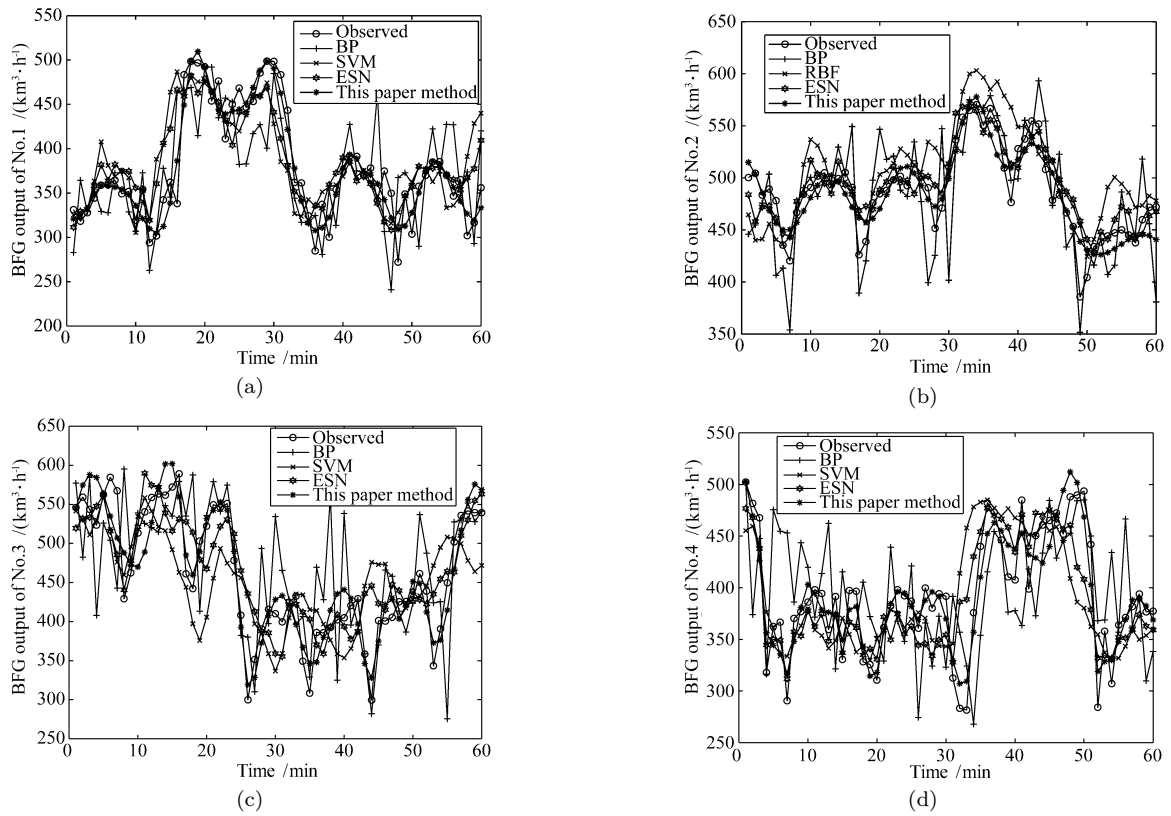 550
500
450
400
350
300
250
200
BFG output of No.1 /(km³·h⁻¹)
Observed
BP
SVM
ESN
This paper method
0 10 20 30 40 50 60
Time /min
(a)
650
600
550
500
450
400
350
BFG output of No.2 /(km³·h⁻¹)
Observed
BP
RBF
ESN
This paper method
0 10 20 30 40 50 60
Time /min
(b)
650
600
550
500
450
400
350
300
250
BFG output of No.3 /(km³·h⁻¹)
Observed
BP
SVM
ESN
This paper method
0 10 20 30 40 50 60
Time /min
(c)
550
500
450
400
350
300
250
BFG output of No.4 /(km³·h⁻¹)
Observed
BP
SVM
ESN
This paper method
0 10 20 30 40 50 60
Time /min
(d)